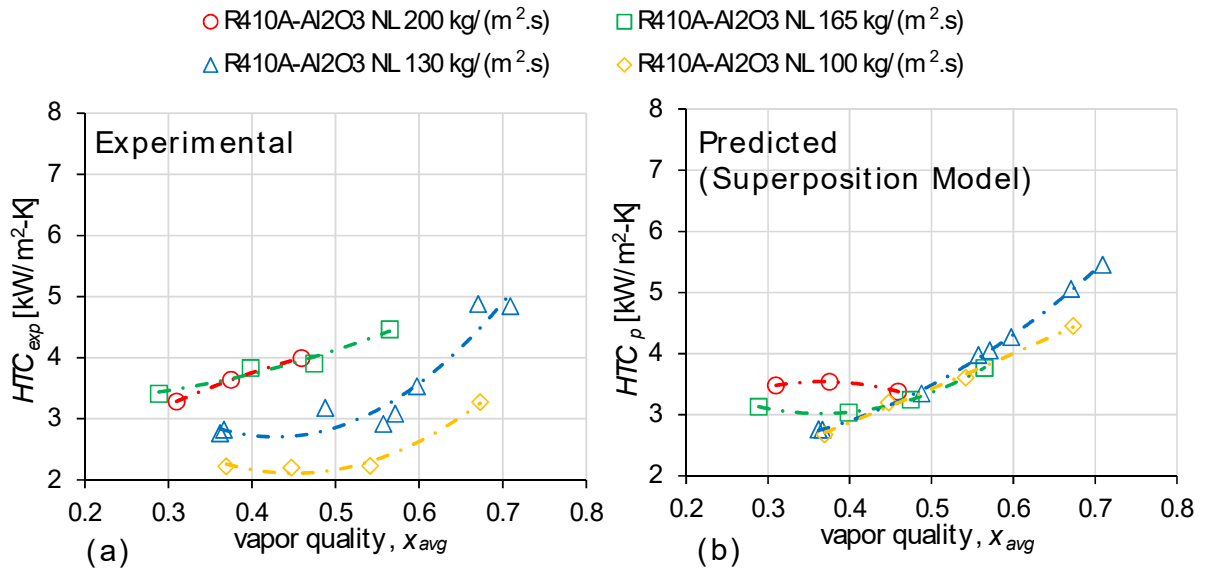 R410A-Al2O3 NL 200 kg/(m².s)
R410A-Al2O3 NL 165 kg/(m².s)
R410A-Al2O3 NL 130 kg/(m².s)
R410A-Al2O3 NL 100 kg/(m².s)
Experimental
HTC_exp [kW/m²-K]
8
7
6
5
4
3
2
0.2 0.3 0.4 0.5 0.6 0.7 0.8
vapor quality, x_avg
(a)
Predicted
(Superposition Model)
HTC_p [kW/m²-K]
8
7
6
5
4
3
2
0.2 0.3 0.4 0.5 0.6 0.7 0.8
vapor quality, x_avg
(b)